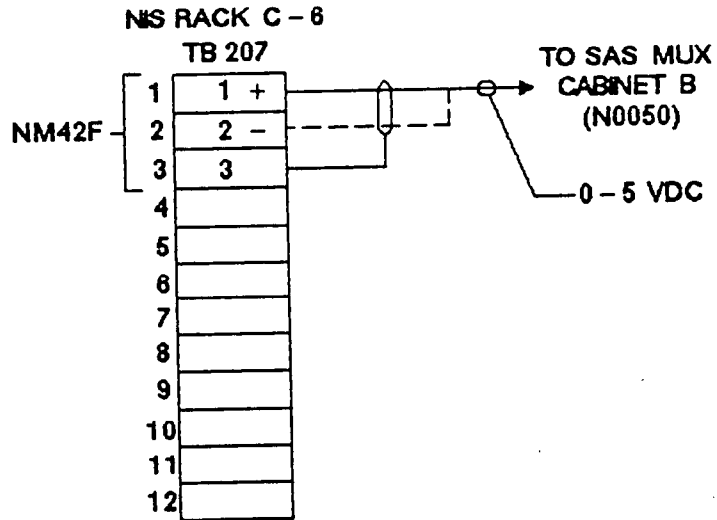 NIS RACK C – 6
TB 207
TO SAS MUX
CABINET B
(N0050)
NM42F
1 1 +
2 2 –
3 3
4
5
6
7
8
9
10
11
12
0 – 5 VDC